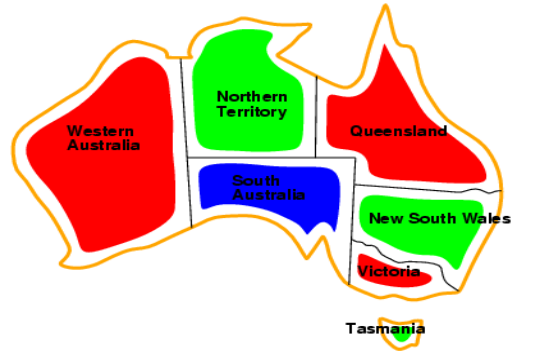 Northern
Territory
Western
Australia
Queensland
South
Australia
New South Wales
Victoria
Tasmania